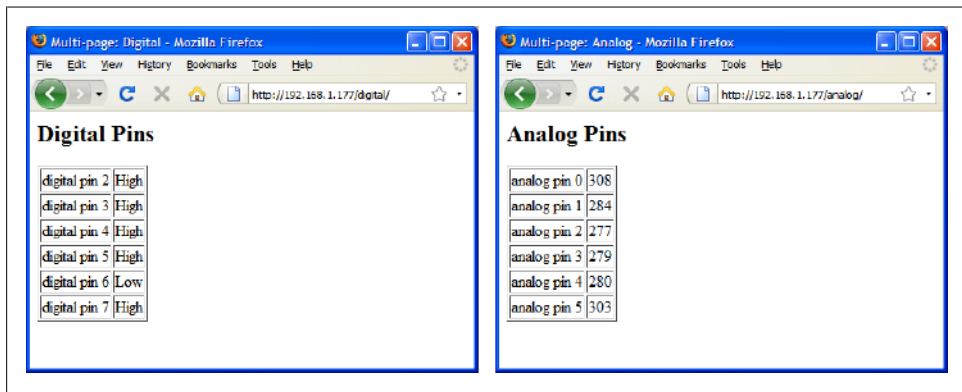 Multi-page: Digital - Mozilla Firefox
File Edit View History Bookmarks Tools Help
http://192.168.1.177/digital/
Digital Pins
digital pin 2 High
digital pin 3 High
digital pin 4 High
digital pin 5 High
digital pin 6 Low
digital pin 7 High
Multi-page: Analog - Mozilla Firefox
File Edit View History Bookmarks Tools Help
http://192.168.1.177/analog/
Analog Pins
analog pin 0 308
analog pin 1 284
analog pin 2 277
analog pin 3 279
analog pin 4 280
analog pin 5 303